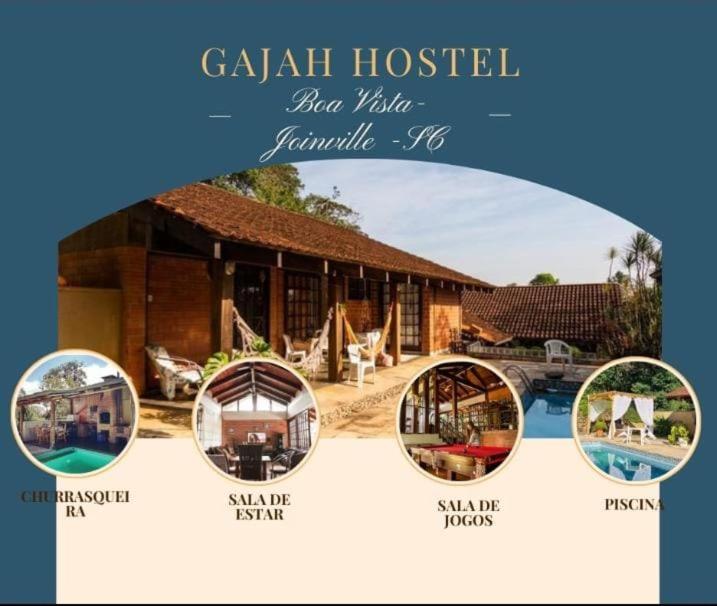 GAJAH HOSTEL
Boa Vista-
Joinville -SC
CHURRASQUEI
RA
SALA DE
ESTAR
SALA DE
JOGOS
PISCINA